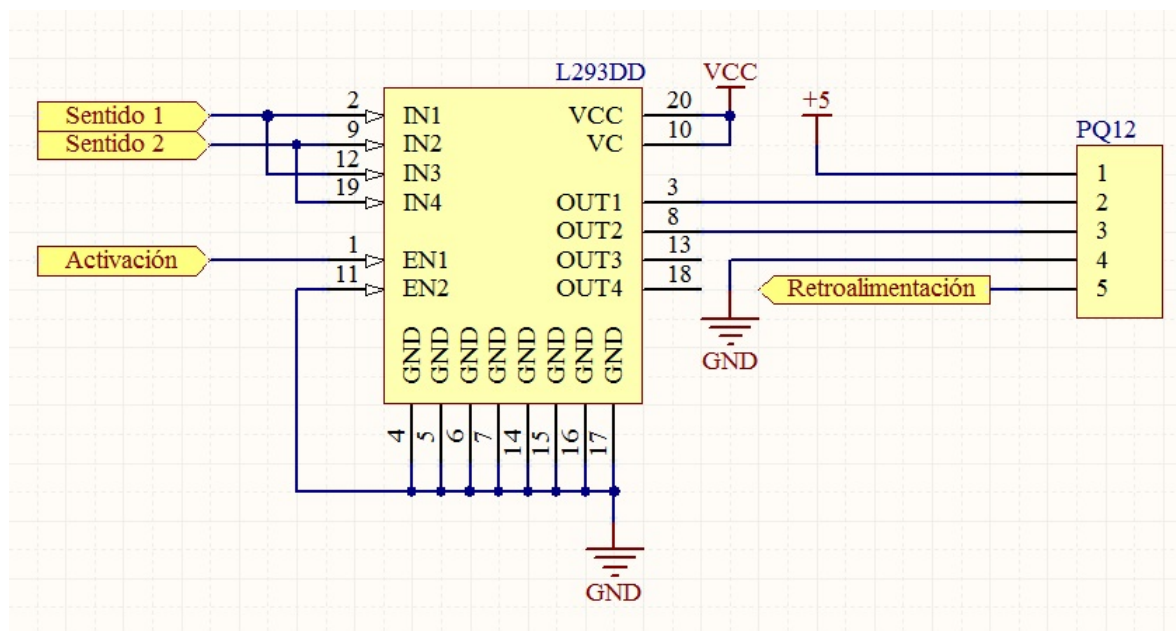 L293DD
VCC
+5
PQ12
Sentido 1
Sentido 2
Activación
2
9
12
19
1
11
IN1
IN2
IN3
IN4
EN1
EN2
VCC
VC
OUT1
OUT2
OUT3
OUT4
20
10
3
8
13
18
1
2
3
4
5
Retroalimentación
GND
GND GND GND GND GND GND GND GND
4 5 6 7 14 15 16 17
GND